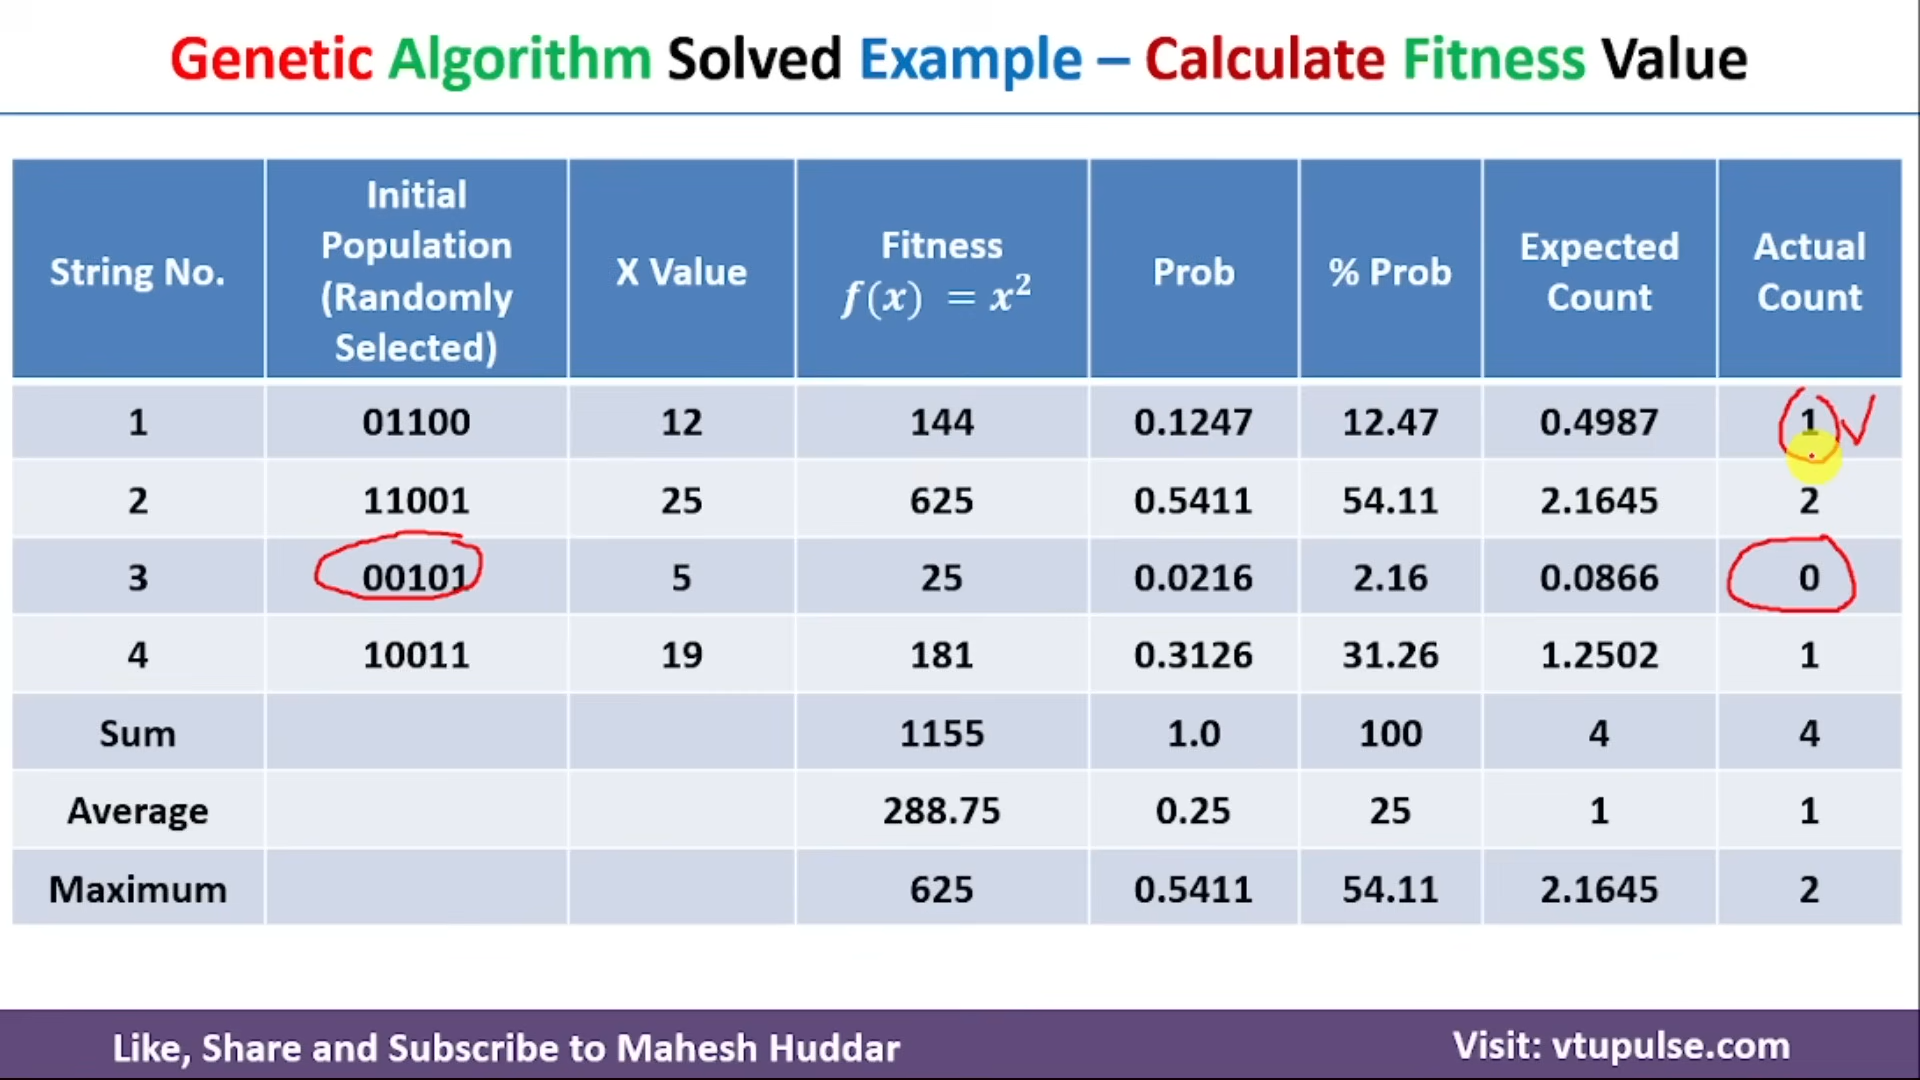 Genetic Algorithm Solved Example – Calculate Fitness Value
String No. Initial Population (Randomly Selected) X Value Fitness f(x) = x² Prob % Prob Expected Count Actual Count
1 01100 12 144 0.1247 12.47 0.4987 1 ✓
2 11001 25 625 0.5411 54.11 2.1645 2
3 00101 5 25 0.0216 2.16 0.0866 0
4 10011 19 181 0.3126 31.26 1.2502 1
Sum 1155 1.0 100 4 4
Average 288.75 0.25 25 1 1
Maximum 625 0.5411 54.11 2.1645 2
Like, Share and Subscribe to Mahesh Huddar
Visit: vtupulse.com